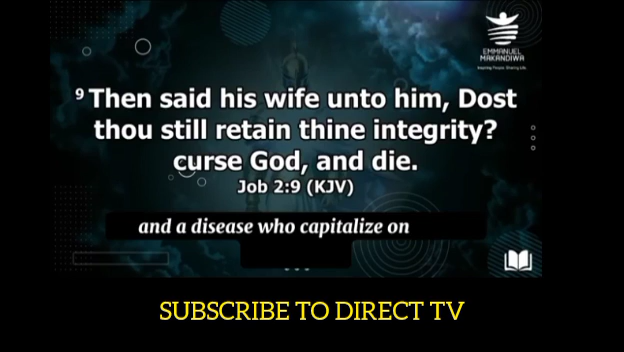 EMMANUEL
MAKANDIWA
9 Then said his wife unto him, Dost
thou still retain thine integrity?
curse God, and die.
Job 2:9 (KJV)
and a disease who capitalize on
SUBSCRIBE TO DIRECT TV